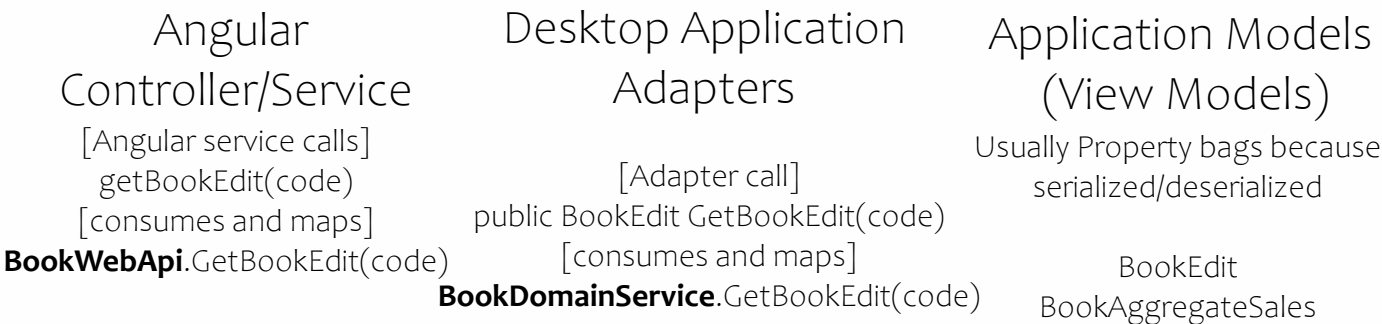 Angular
Controller/Service
[Angular service calls]
getBookEdit(code)
[consumes and maps]
BookWebApi.GetBookEdit(code)
Desktop Application
Adapters
[Adapter call]
public BookEdit GetBookEdit(code)
[consumes and maps]
BookDomainService.GetBookEdit(code)
Application Models
(View Models)
Usually Property bags because
serialized/deserialized
BookEdit
BookAggregateSales